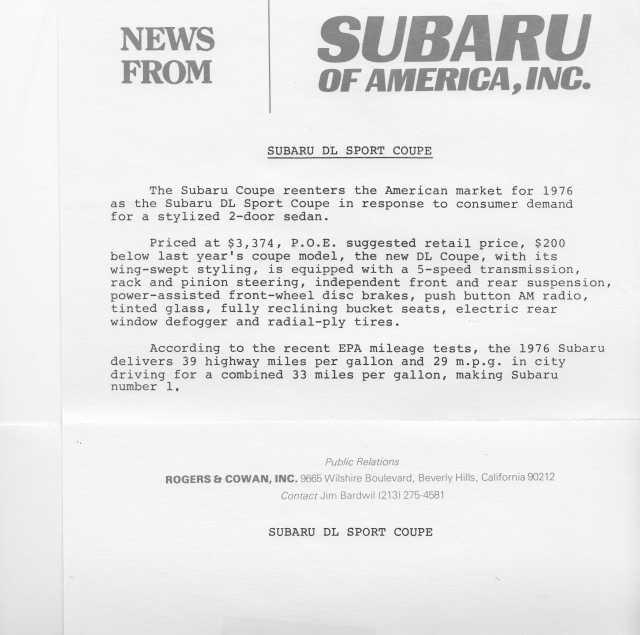 NEWS
FROM
SUBARU
OF AMERICA, INC.
SUBARU DL SPORT COUPE
The Subaru Coupe reenters the American market for 1976
as the Subaru DL Sport Coupe in response to consumer demand
for a stylized 2-door sedan.
Priced at $3,374, P.O.E. suggested retail price, $200
below last year's coupe model, the new DL Coupe, with its
wing-swept styling, is equipped with a 5-speed transmission,
rack and pinion steering, independent front and rear suspension,
power-assisted front-wheel disc brakes, push button AM radio,
tinted glass, fully reclining bucket seats, electric rear
window defogger and radial-ply tires.
According to the recent EPA mileage tests, the 1976 Subaru
delivers 39 highway miles per gallon and 29 m.p.g. in city
driving for a combined 33 miles per gallon, making Subaru
number 1.
Public Relations
ROGERS & COWAN, INC. 9665 Wilshire Boulevard, Beverly Hills, California 90212
Contact Jim Bardwil (213) 275-4581
SUBARU DL SPORT COUPE